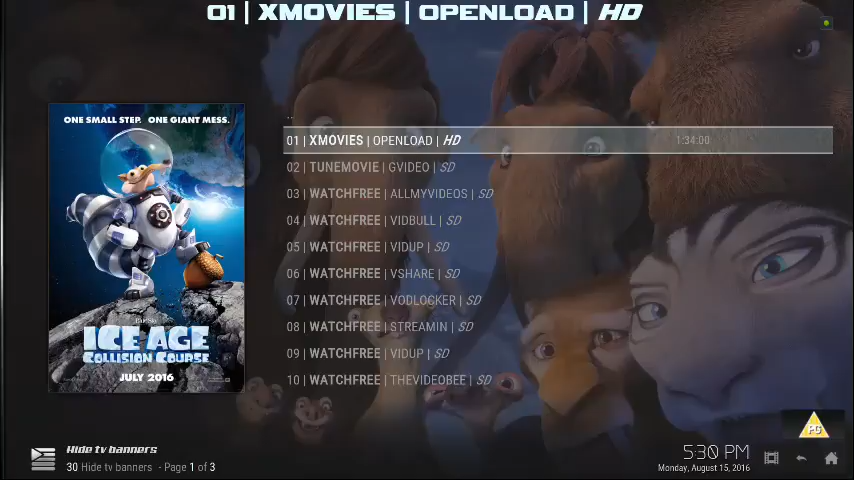 01 | XMOVIES | OPENLOAD | HD
ONE SMALL STEP. ONE GIANT MESS.
ICE AGE
COLLISION COURSE
JULY 2016
..
01 | XMOVIES | OPENLOAD | HD 1:34:00
02 | TUNEMOVIE | GVIDEO | SD
03 | WATCHFREE | ALLMYVIDEOS | SD
04 | WATCHFREE | VIDBULL | SD
05 | WATCHFREE | VIDUP | SD
06 | WATCHFREE | VSHARE | SD
07 | WATCHFREE | VODLOCKER | SD
08 | WATCHFREE | STREAMIN | SD
09 | WATCHFREE | VIDUP | SD
10 | WATCHFREE | THEVIDEOBEE | SD
PG
Hide tv banners
30 Hide tv banners - Page 1 of 3
5:30 PM
Monday, August 15, 2016